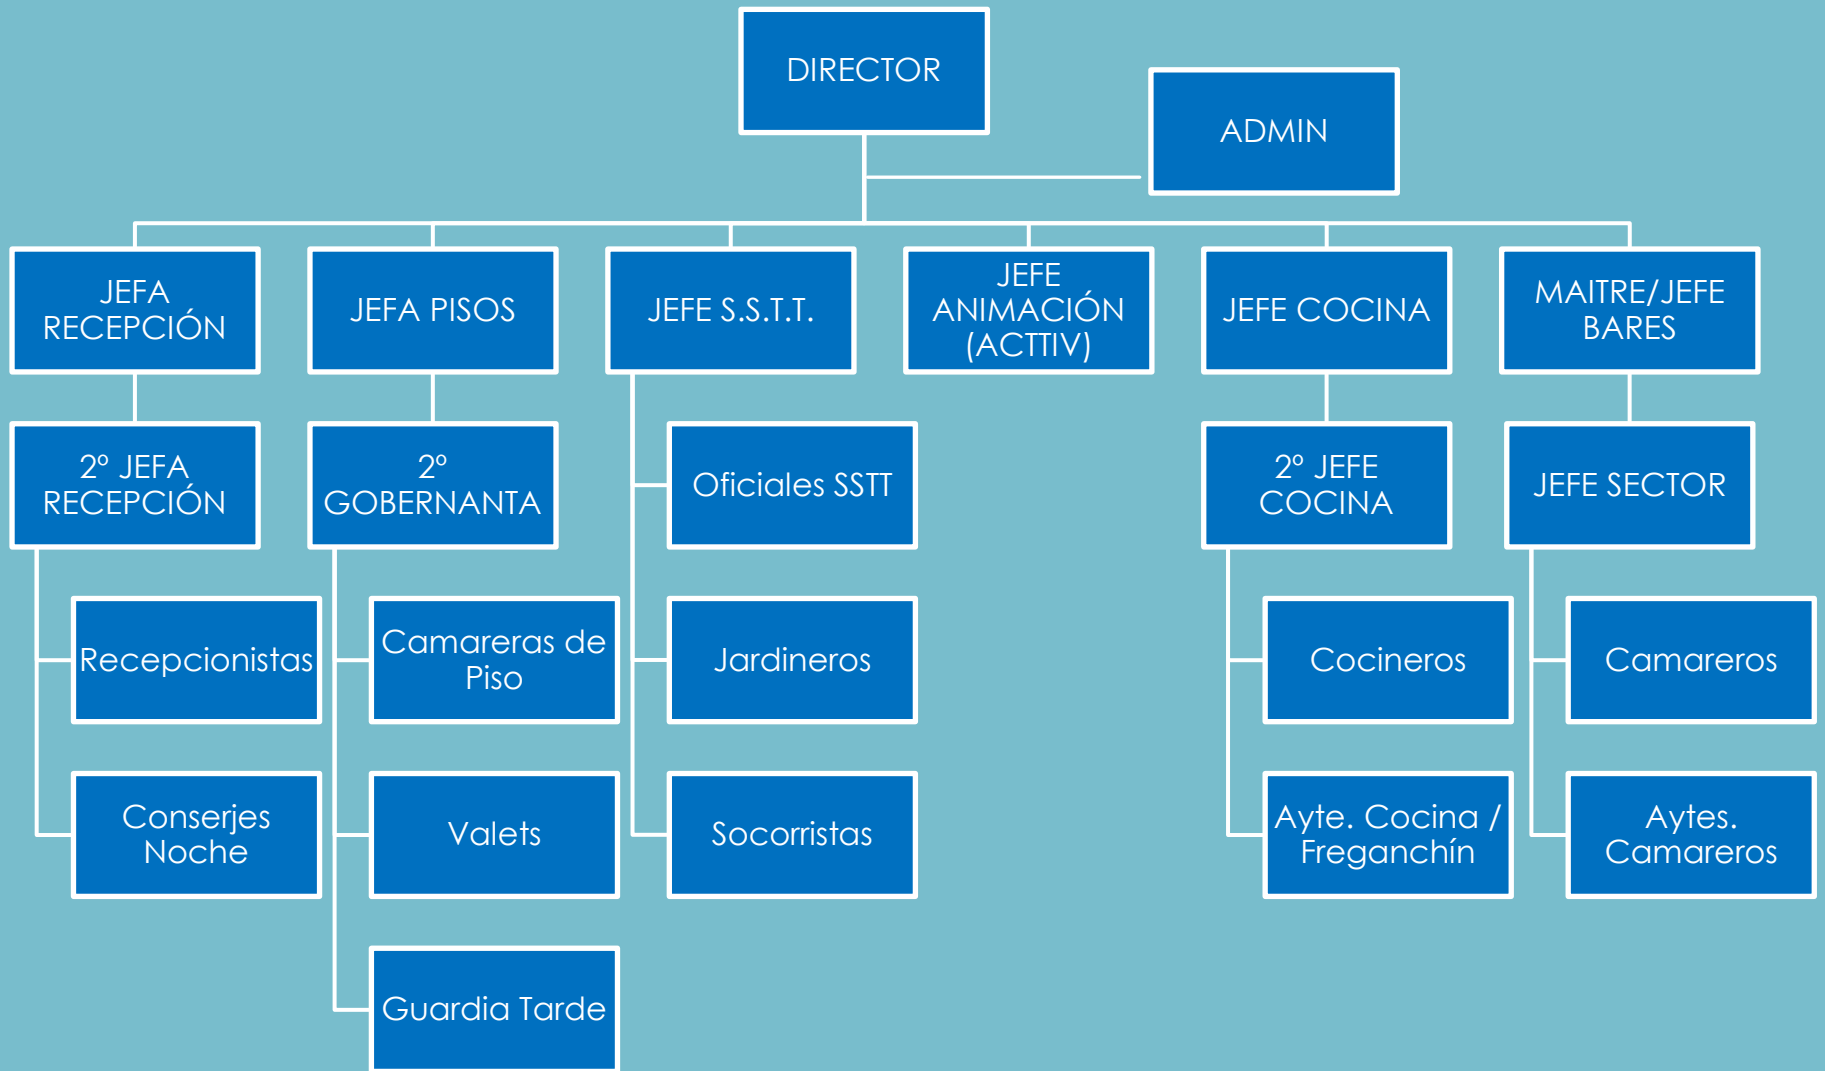 DIRECTOR
ADMIN
JEFA
RECEPCIÓN
JEFA PISOS
JEFE S.S.T.T.
JEFE
ANIMACIÓN
(ACTTIV)
JEFE COCINA
MAITRE/JEFE
BARES
2º JEFA
RECEPCIÓN
2º
GOBERNANTA
Oficiales SSTT
2º JEFE
COCINA
JEFE SECTOR
Recepcionistas
Camareras de
Piso
Jardineros
Cocineros
Camareros
Conserjes
Noche
Valets
Socorristas
Ayte. Cocina /
Freganchín
Aytes.
Camareros
Guardia Tarde